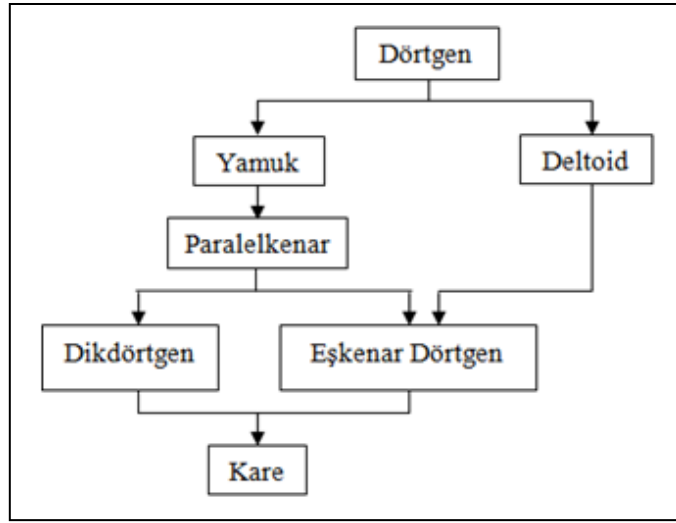 Dörtgen
Yamuk
Deltoid
Paralelkenar
Dikdörtgen
Eşkenar Dörtgen
Kare